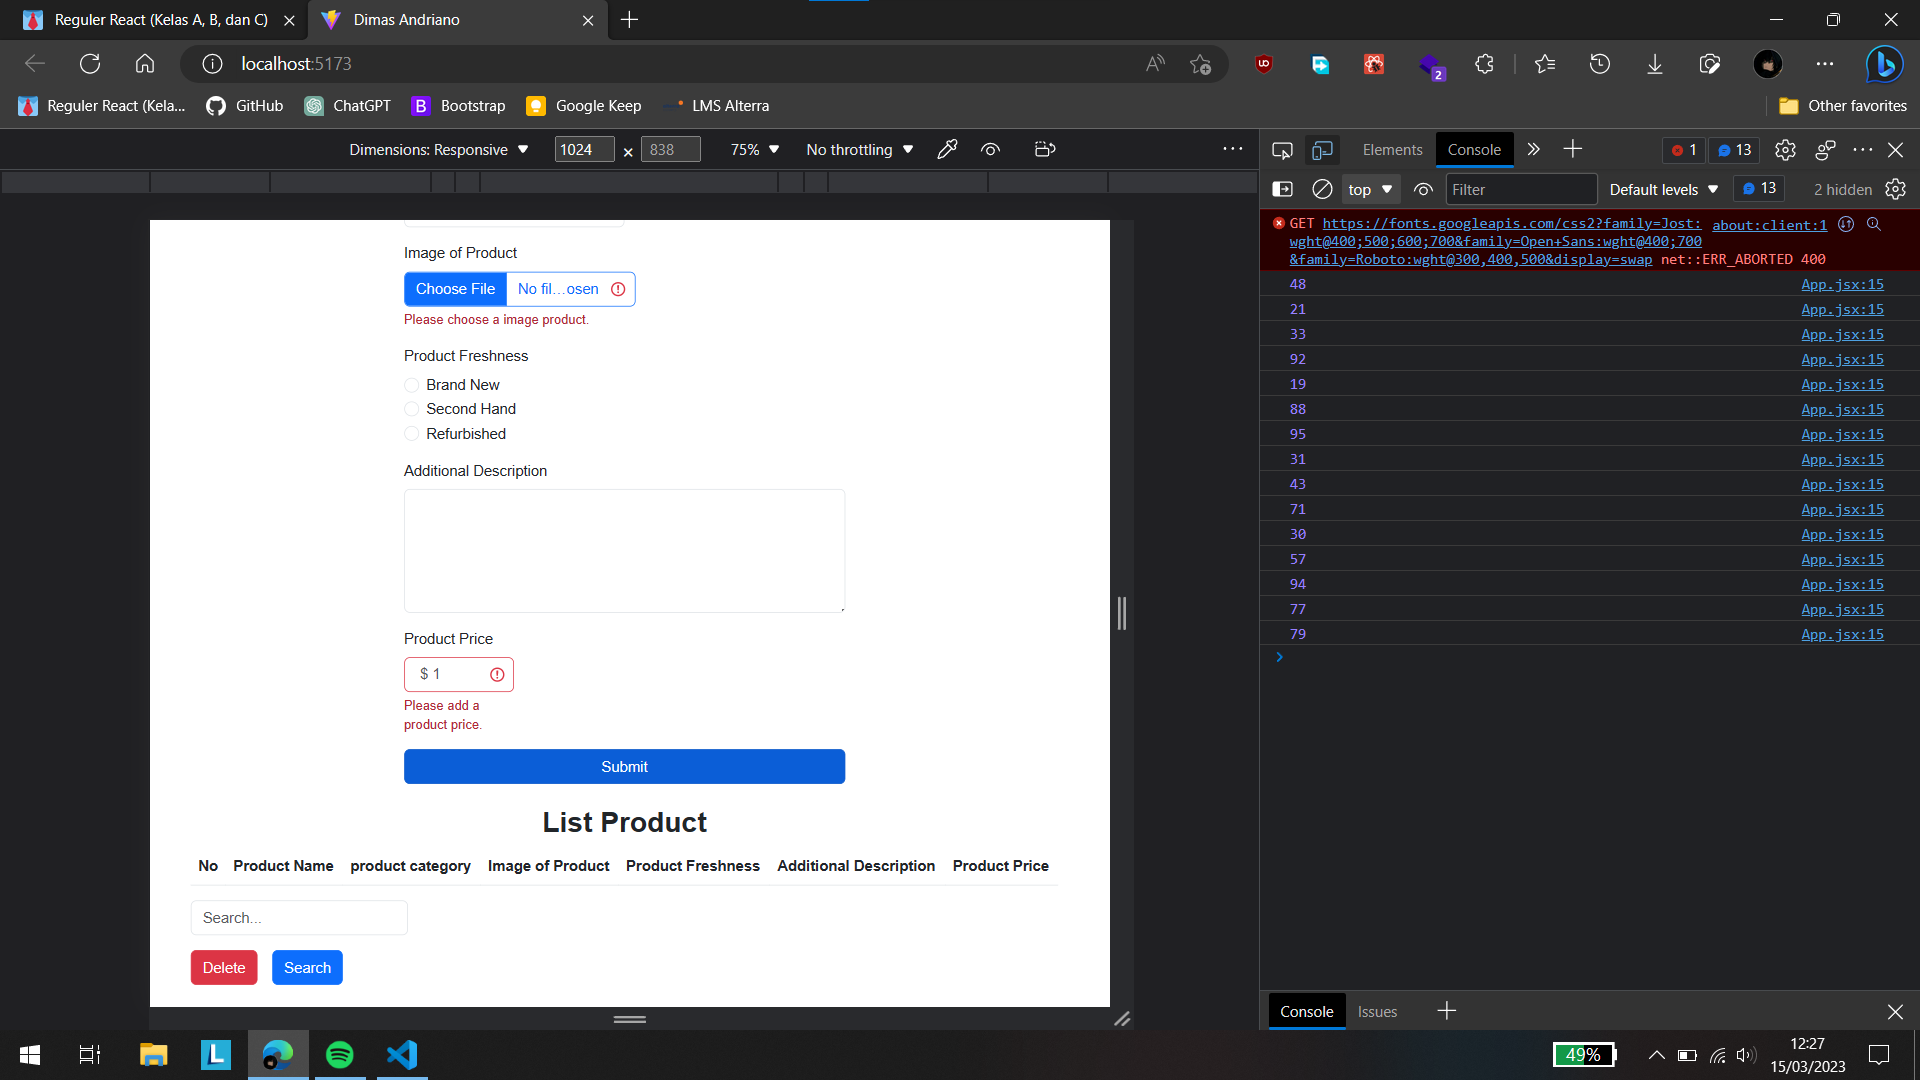 Reguler React (Kelas A, B, dan C)
Dimas Andriano
localhost:5173
2
Reguler React (Kela...
GitHub
ChatGPT
Bootstrap
Google Keep
LMS Alterra
Other favorites
Dimensions: Responsive
1024
×
838
75%
No throttling
Elements
Console
1
13
top
Filter
Default levels
13
2 hidden
GET https://fonts.googleapis.com/css2?family=Jost: about:client:1
wght@400;500;600;700&family=Open+Sans:wght@400;700
&family=Roboto:wght@300,400,500&display=swap net::ERR_ABORTED 400
48 App.jsx:15
21 App.jsx:15
33 App.jsx:15
92 App.jsx:15
19 App.jsx:15
88 App.jsx:15
95 App.jsx:15
31 App.jsx:15
43 App.jsx:15
71 App.jsx:15
30 App.jsx:15
57 App.jsx:15
94 App.jsx:15
77 App.jsx:15
79 App.jsx:15
Image of Product
Choose File No fil...osen
Please choose a image product.
Product Freshness
Brand New
Second Hand
Refurbished
Additional Description
Product Price
$ 1
Please add a
product price.
Submit
List Product
No Product Name product category Image of Product Product Freshness Additional Description Product Price
Search...
Delete Search
Console
Issues
49%
12:27
15/03/2023